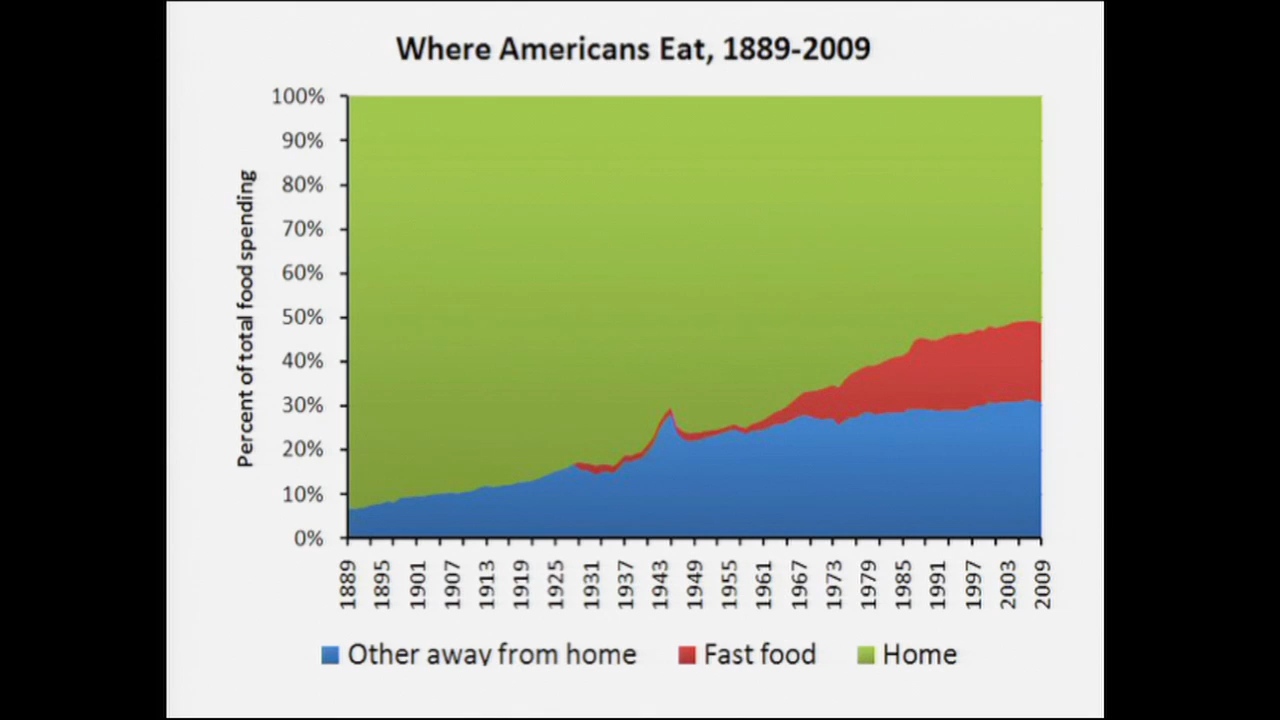 Where Americans Eat, 1889-2009
100%
90%
80%
70%
60%
50%
40%
30%
20%
10%
0%
Percent of total food spending
1889 1895 1901 1907 1913 1919 1925 1931 1937 1943 1949 1955 1961 1967 1973 1979 1985 1991 1997 2003 2009
Other away from home Fast food Home